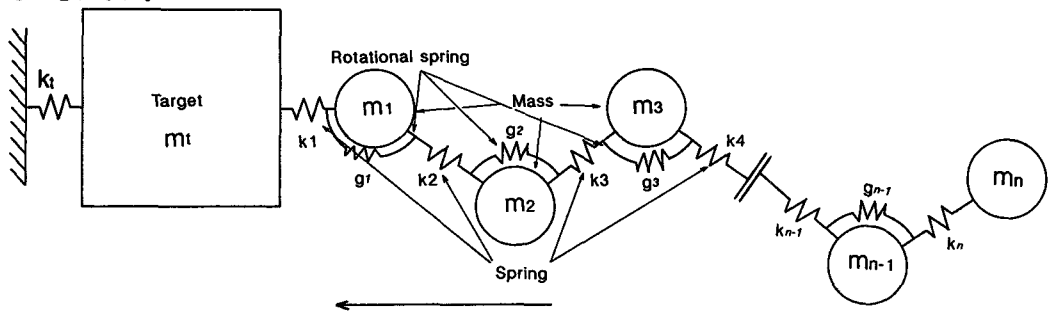 Rotational spring
kt
Target
mt
m1
Mass
m3
k1
g1
k2
g2
m2
k3
g3
k4
Spring
kn-1
gn-1
mn-1
kn
mn